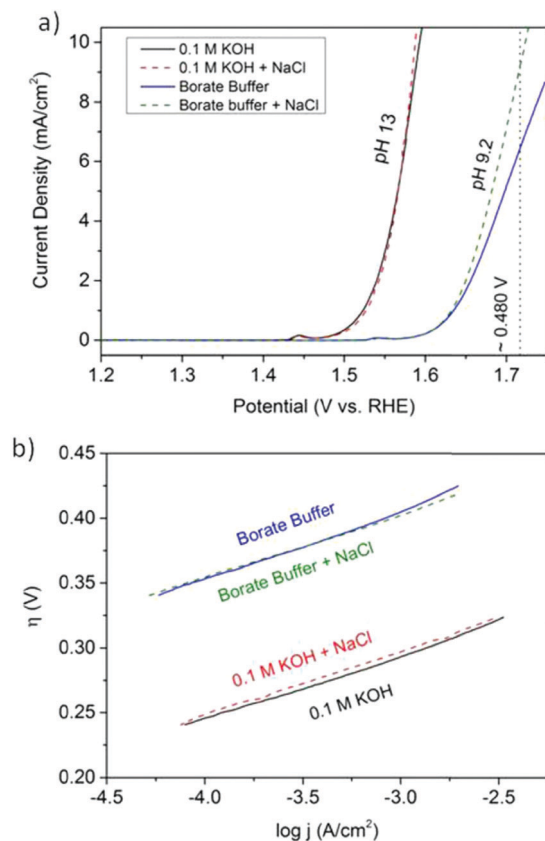 a)
0.1 M KOH
0.1 M KOH + NaCl
Borate Buffer
Borate buffer + NaCl
pH 13
pH 9.2
~ 0.480 V
10
8
6
4
2
0
Current Density (mA/cm²)
1.2 1.3 1.4 1.5 1.6 1.7
Potential (V vs. RHE)
b)
0.45
0.40
0.35
0.30
0.25
0.20
η (V)
Borate Buffer
Borate Buffer + NaCl
0.1 M KOH + NaCl
0.1 M KOH
-4.5 -4.0 -3.5 -3.0 -2.5
log j (A/cm²)